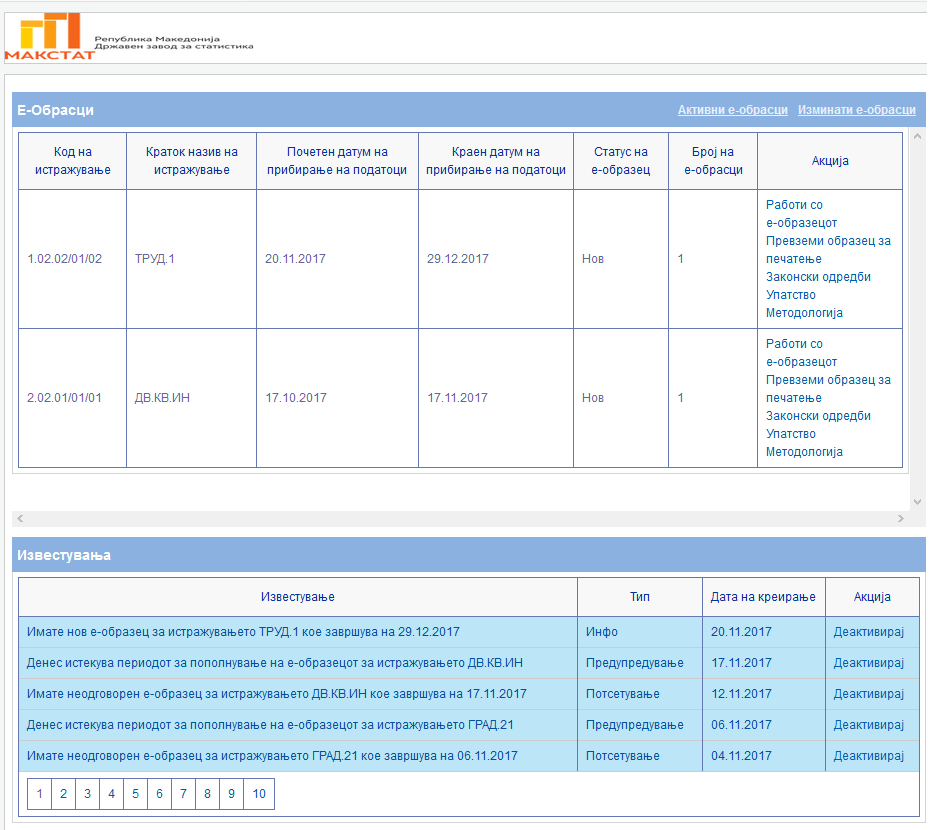 МАКСТАТ
Република Македонија
Државен завод за статистика
Е-Обрасци
Активни е-обрасци Изминати е-обрасци
Код на истражување
Краток назив на истражување
Почетен датум на прибирање на податоци
Краен датум на прибирање на податоци
Статус на е-образец
Број на е-обрасци
Акција
1.02.02/01/02 ТРУД.1 20.11.2017 29.12.2017 Нов 1
Работи со
е-образецот
Превземи образец за
печатење
Законски одредби
Упатство
Методологија
2.02.01/01/01 ДВ.КВ.ИН 17.10.2017 17.11.2017 Нов 1
Работи со
е-образецот
Превземи образец за
печатење
Законски одредби
Упатство
Методологија
Известувања
Известување Тип Дата на креирање Акција
Имате нов е-образец за истражувањето ТРУД.1 кое завршува на 29.12.2017 Инфо 20.11.2017 Деактивирај
Денес истекува периодот за пополнување на е-образецот за истражувањето ДВ.КВ.ИН Предупредување 17.11.2017 Деактивирај
Имате неодговорен е-образец за истражувањето ДВ.КВ.ИН кое завршува на 17.11.2017 Потсетување 12.11.2017 Деактивирај
Денес истекува периодот за пополнување на е-образецот за истражувањето ГРАД.21 Предупредување 06.11.2017 Деактивирај
Имате неодговорен е-образец за истражувањето ГРАД.21 кое завршува на 06.11.2017 Потсетување 04.11.2017 Деактивирај
1 2 3 4 5 6 7 8 9 10